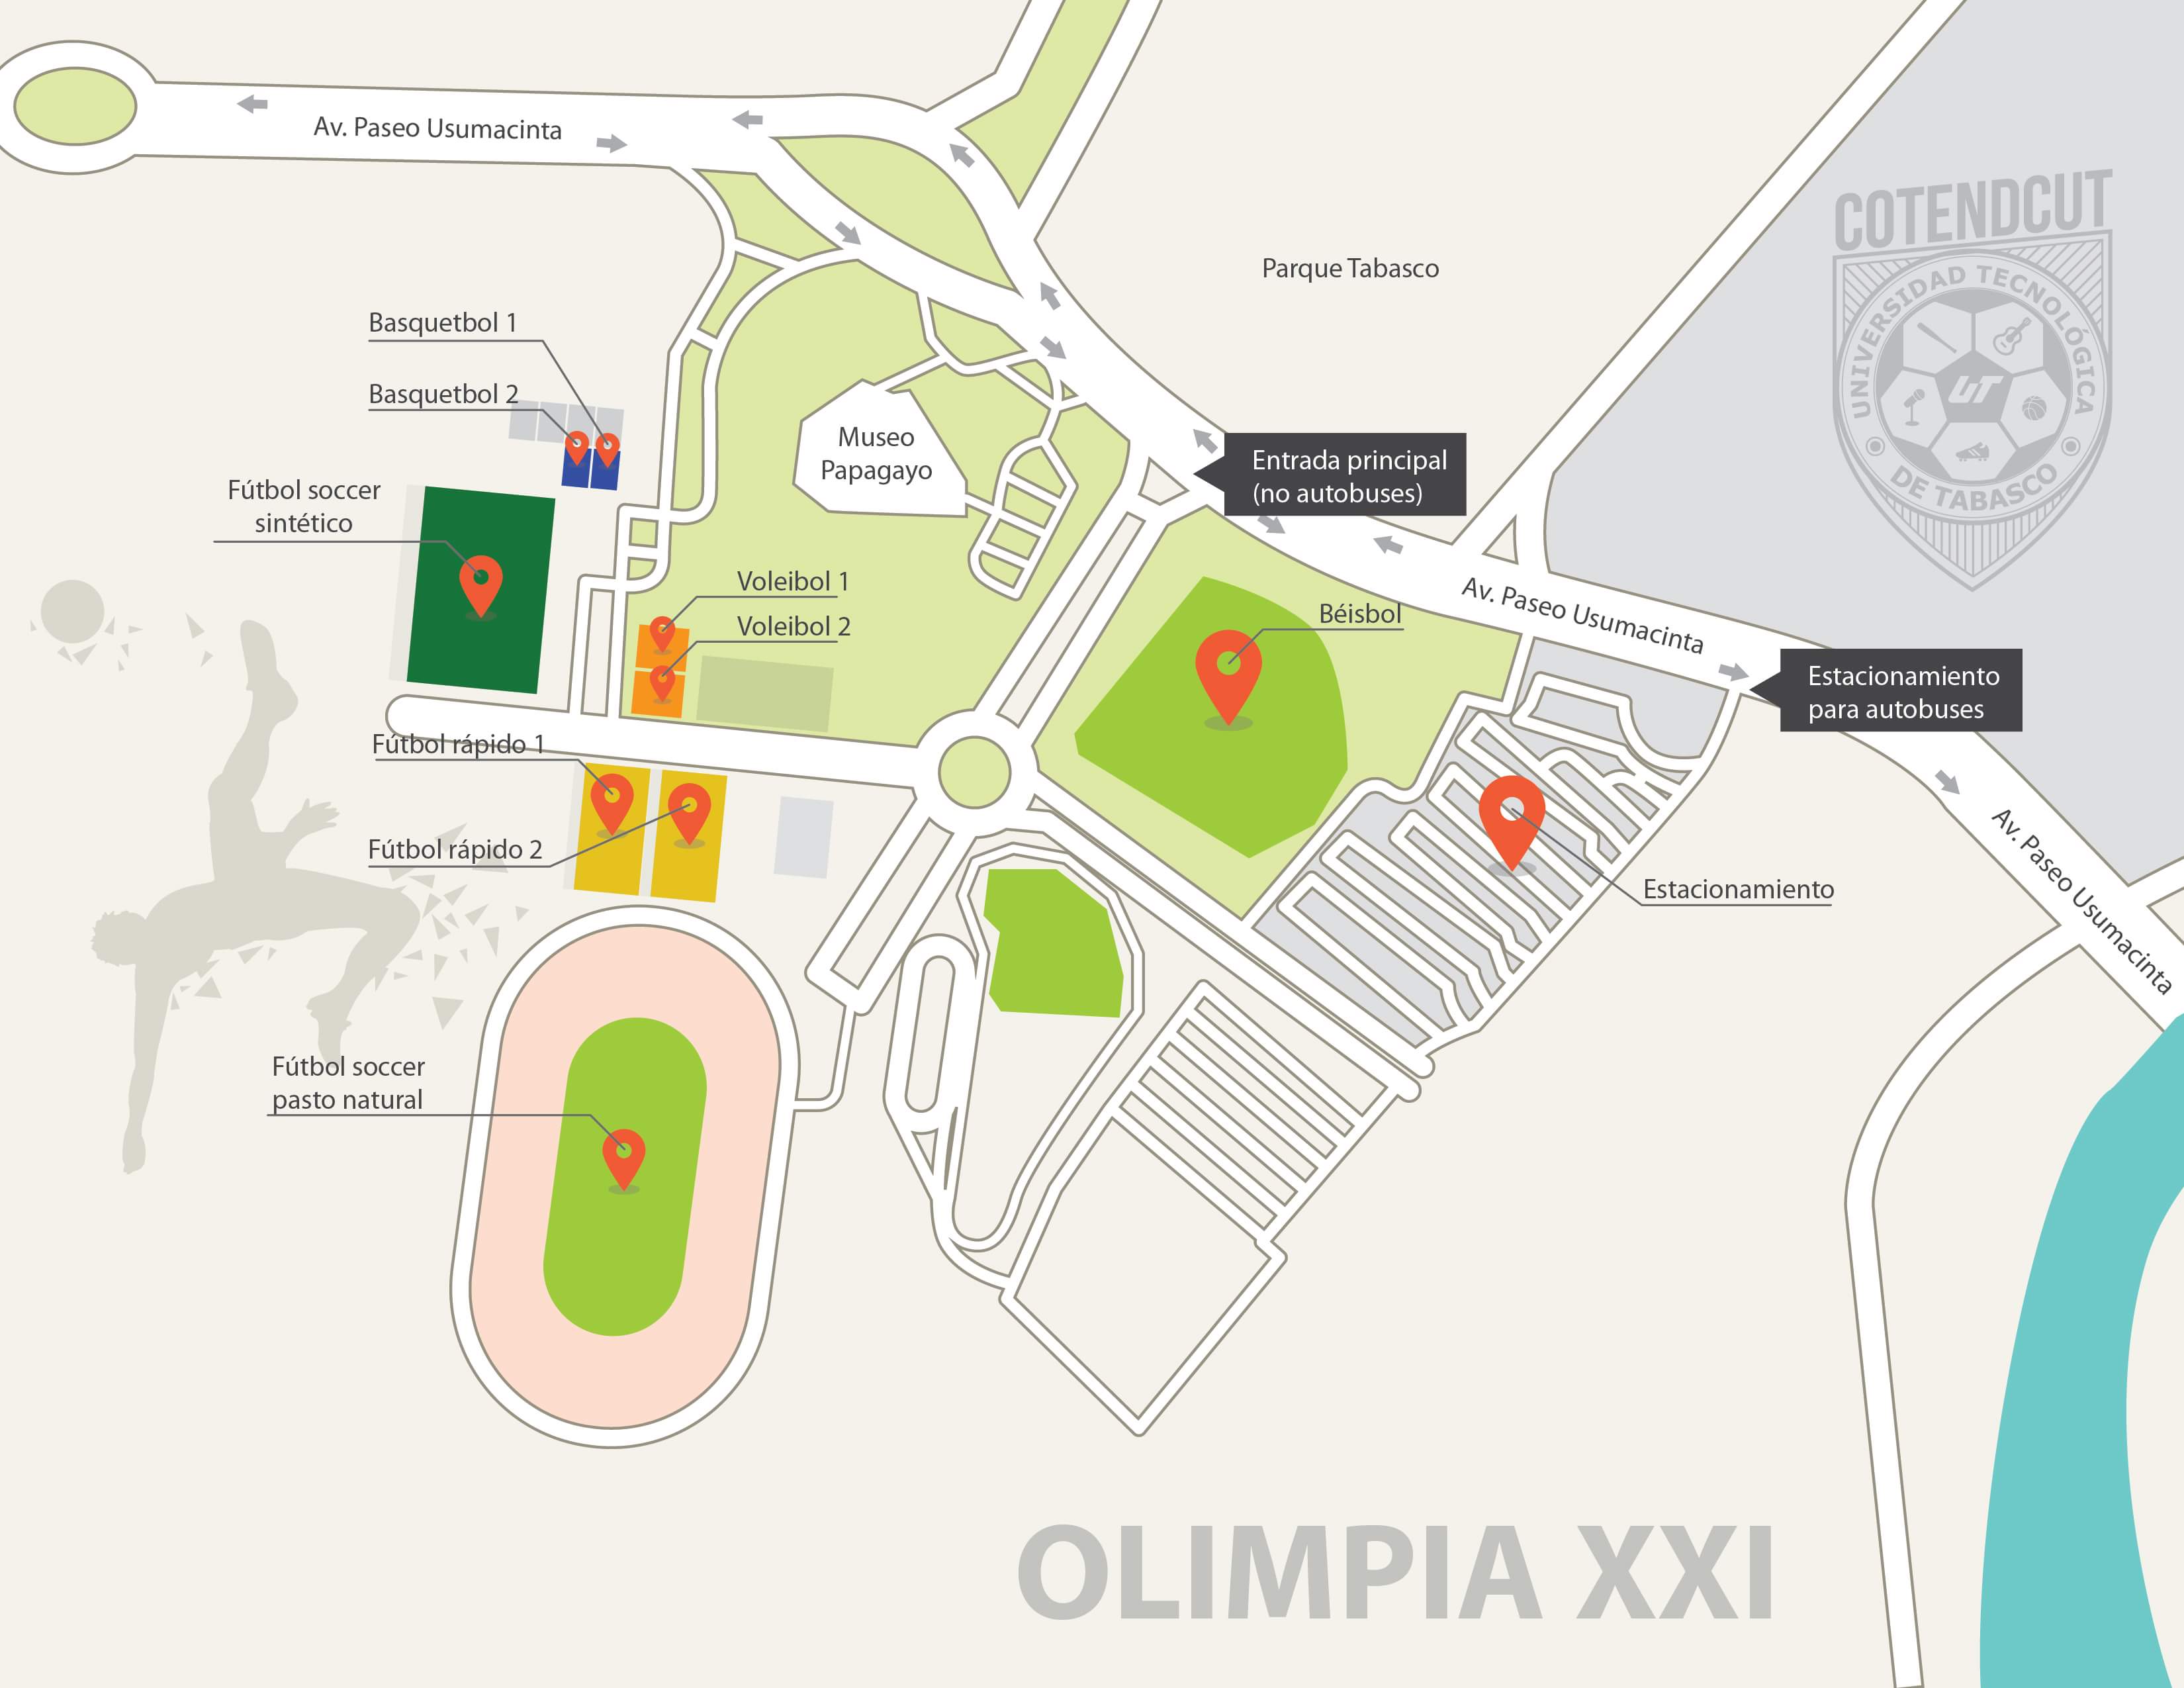 Av. Paseo Usumacinta
COTENDCUT
UNIVERSIDAD TECNOLÓGICA
DE TABASCO
UT
Parque Tabasco
Basquetbol 1
Basquetbol 2
Museo
Papagayo
Entrada principal
(no autobuses)
Fútbol soccer
sintético
Voleibol 1
Voleibol 2
Béisbol
Av. Paseo Usumacinta
Estacionamiento
para autobuses
Fútbol rápido 1
Fútbol rápido 2
Av. Paseo Usumacinta
Estacionamiento
Fútbol soccer
pasto natural
OLIMPIA XXI